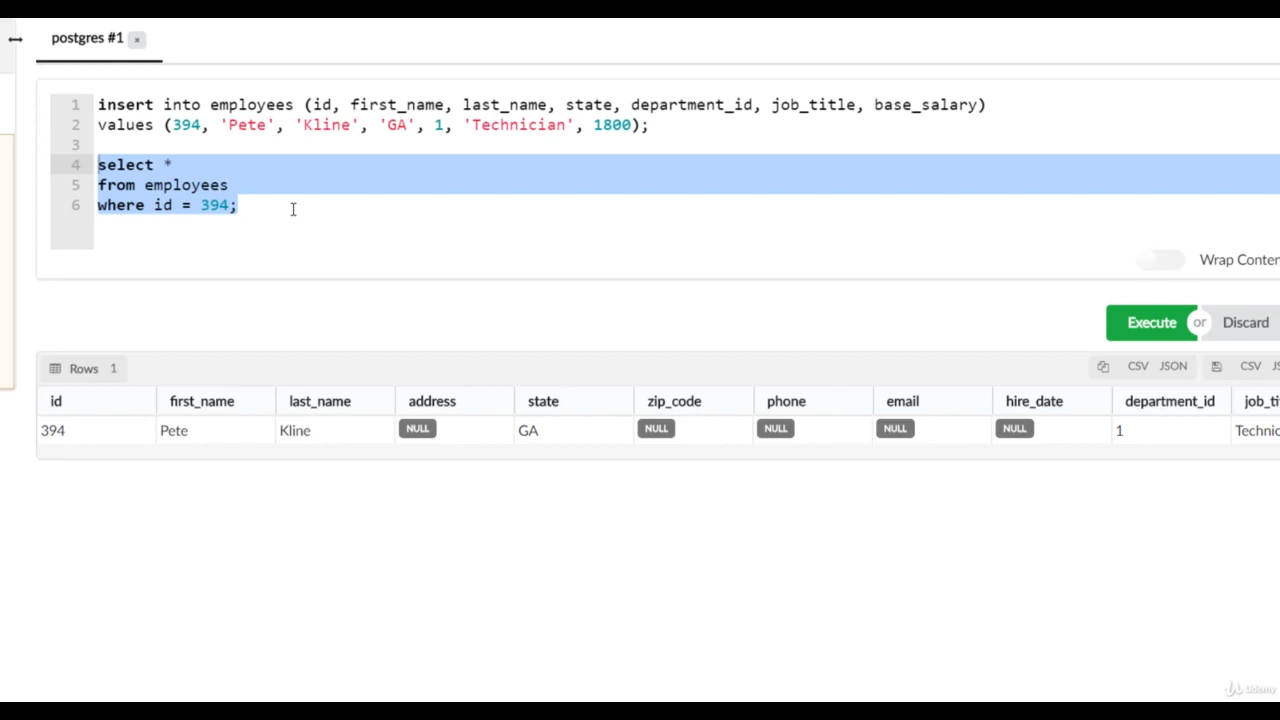 postgres #1 ×
1 insert into employees (id, first_name, last_name, state, department_id, job_title, base_salary)
2 values (394, 'Pete', 'Kline', 'GA', 1, 'Technician', 1800);
3
4 select *
5 from employees
6 where id = 394;
Wrap Conter
Execute or Discard
Rows 1 CSV JSON CSV JS
id first_name last_name address state zip_code phone email hire_date department_id job_ti
394 Pete Kline NULL GA NULL NULL NULL NULL 1 Technic
Udemy